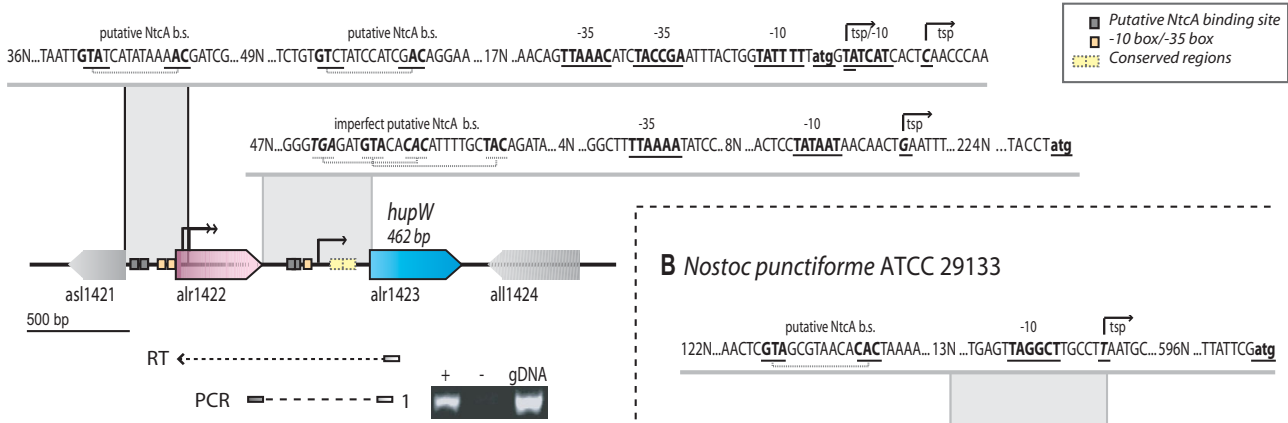 putative NtcA b.s. putative NtcA b.s. -35 -35 -10 tsp/-10 tsp
36N...TAATTGTATCATATAAAACGATCG...49N ...TCTGTGTCTATCCATCGACAGGAA ...17N...AACAGTTAAACATCTACCGAATTTACTGGTATTTTTatgGTATCATCACTCAACCCAA
Putative NtcA binding site
-10 box/-35 box
Conserved regions
imperfect putative NtcA b.s. -35 -10 tsp
47N...GGGTGAGATGTACACACATTTTGCTACAGATA...4N ...GGCTTTTAAAATATCC...8N ...ACTCCTATAATAACAACTGAATTT...224N ...TACCTatg
hupW
462 bp
asl1421 alr1422 alr1423 all1424
500 bp
RT
PCR 1
+ - gDNA
B Nostoc punctiforme ATCC 29133
putative NtcA b.s. -10 tsp
122N...AACTCGTAGCGTAACACACTAAAA...13N ...TGAGTTAGGCTTGCCTTAATGC...596N ...TTATTCGatg